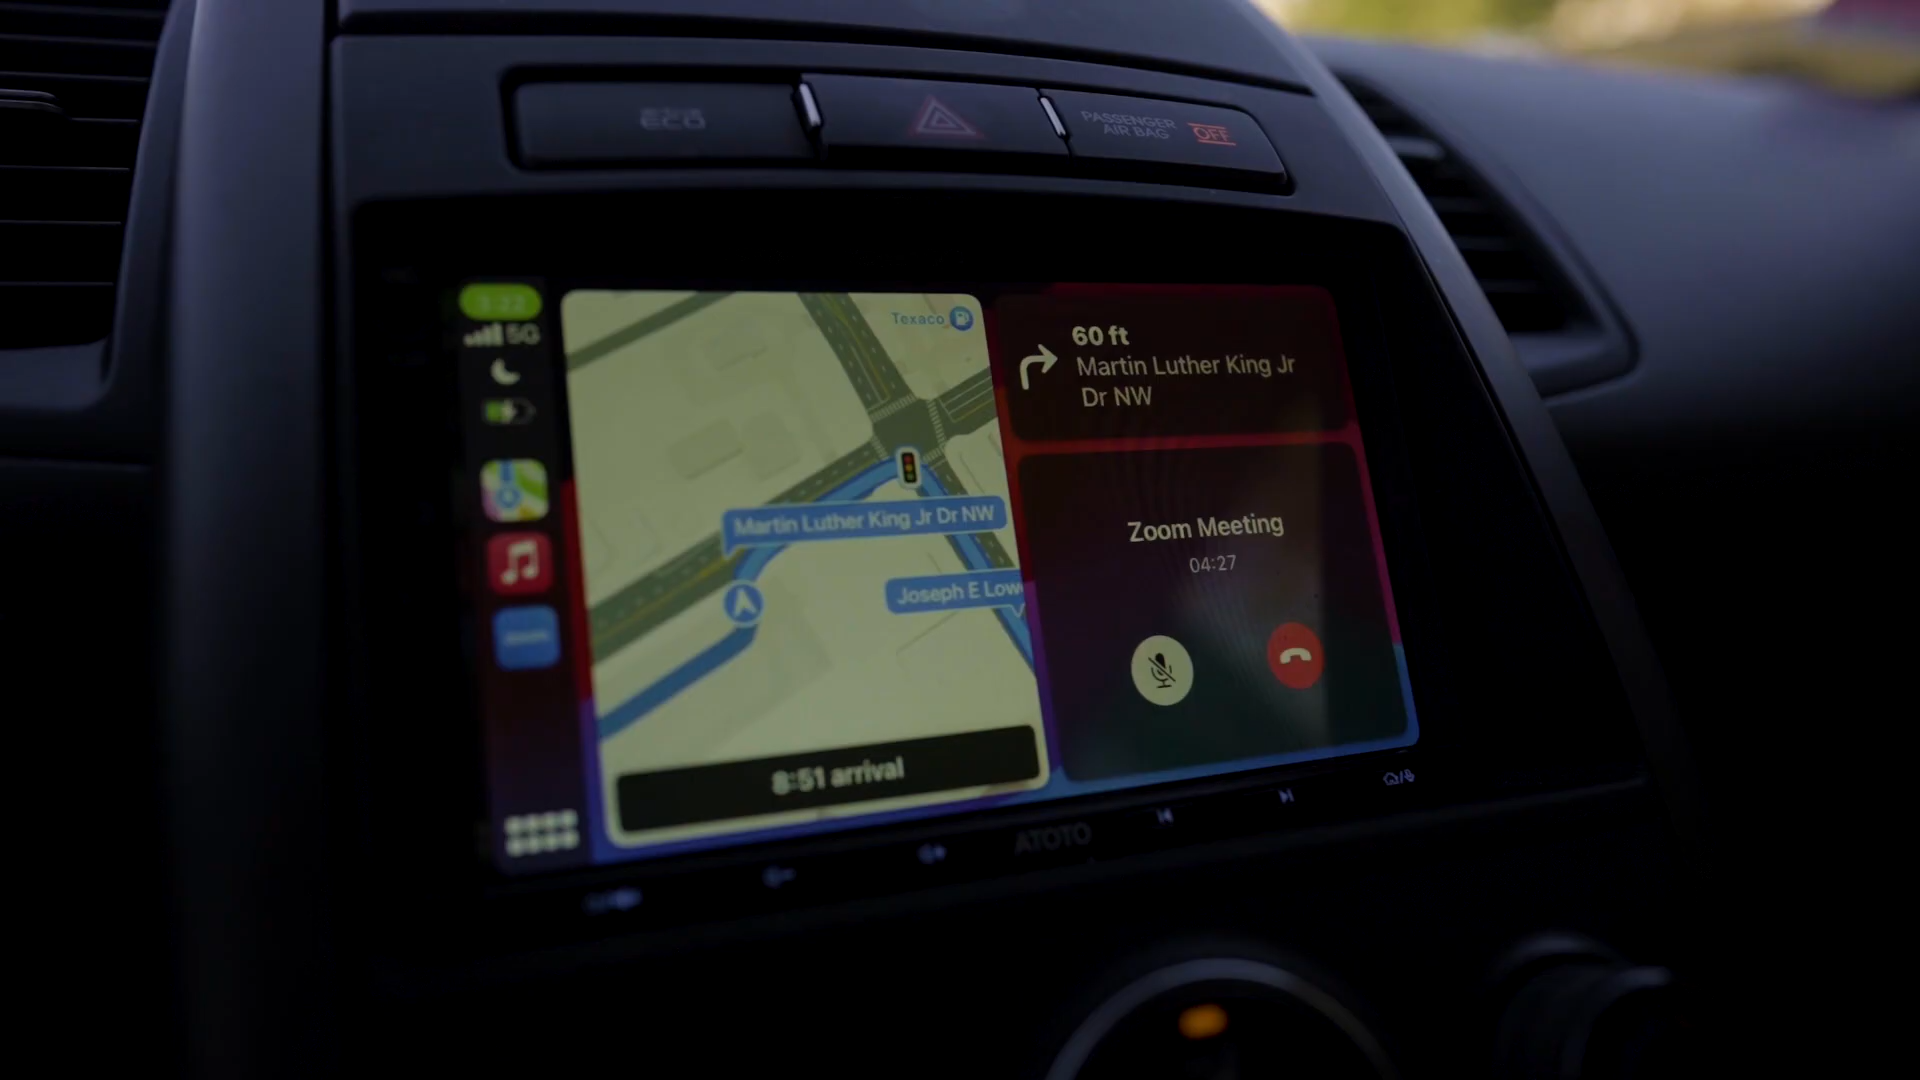 ECO
PASSENGER
AIR BAG OFF
5G
Texaco
Martin Luther King Jr Dr NW
Joseph E Low
8:51 arrival
60 ft
Martin Luther King Jr
Dr NW
Zoom Meeting
04:27
ATOTO